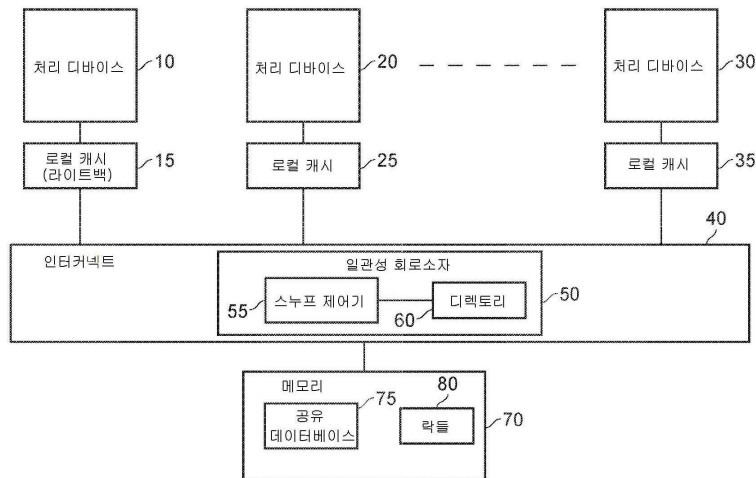 처리 디바이스
10
처리 디바이스
20
처리 디바이스
30
로컬 캐시
(라이트백)
15
로컬 캐시
25
로컬 캐시
35
40
인터커넥트
일관성 회로소자
50
55
스누프 제어기
60
디렉토리
메모리
75
80
공유
데이터베이스
락들
70